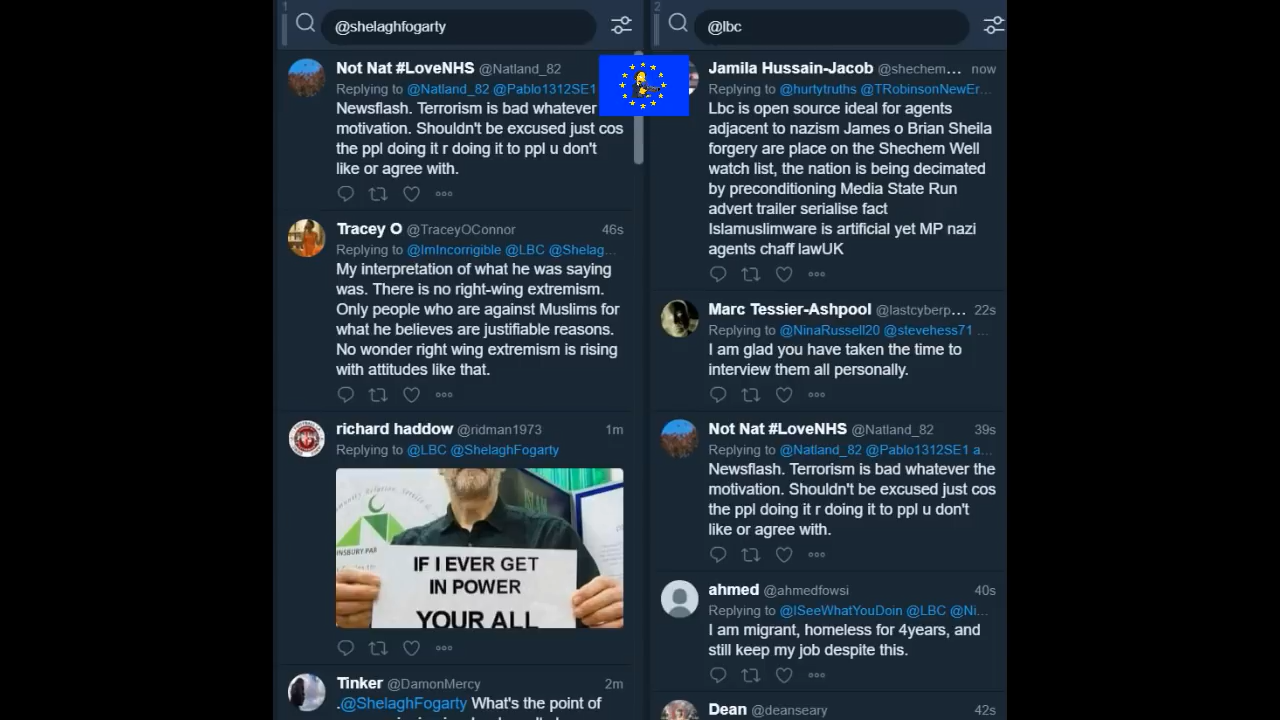 1
@shelaghfogarty
Not Nat #LoveNHS @Natland_82
Replying to @Natland_82 @Pablo1312SE1
Newsflash. Terrorism is bad whatever
motivation. Shouldn't be excused just cos
the ppl doing it r doing it to ppl u don't
like or agree with.
Tracey O @TraceyOConnor 46s
Replying to @ImIncorrigible @LBC @Shelag...
My interpretation of what he was saying
was. There is no right-wing extremism.
Only people who are against Muslims for
what he believes are justifiable reasons.
No wonder right wing extremism is rising
with attitudes like that.
richard haddow @ridman1973 1m
Replying to @LBC @ShelaghFogarty
ISLAM
NSBURY PAR
IF I EVER GET
IN POWER
YOUR ALL
Tinker @DamonMercy 2m
.@ShelaghFogarty What's the point of
2
@lbc
Jamila Hussain-Jacob @shechem... now
Replying to @hurtytruths @TRobinsonNewEr...
Lbc is open source ideal for agents
adjacent to nazism James o Brian Sheila
forgery are place on the Shechem Well
watch list, the nation is being decimated
by preconditioning Media State Run
advert trailer serialise fact
Islamuslimware is artificial yet MP nazi
agents chaff lawUK
Marc Tessier-Ashpool @lastcyberp... 22s
Replying to @NinaRussell20 @stevehess71 ...
I am glad you have taken the time to
interview them all personally.
Not Nat #LoveNHS @Natland_82 39s
Replying to @Natland_82 @Pablo1312SE1 a...
Newsflash. Terrorism is bad whatever the
motivation. Shouldn't be excused just cos
the ppl doing it r doing it to ppl u don't
like or agree with.
ahmed @ahmedfowsi 40s
Replying to @ISeeWhatYouDoin @LBC @Ni...
I am migrant, homeless for 4years, and
still keep my job despite this.
Dean @deanseary 42s